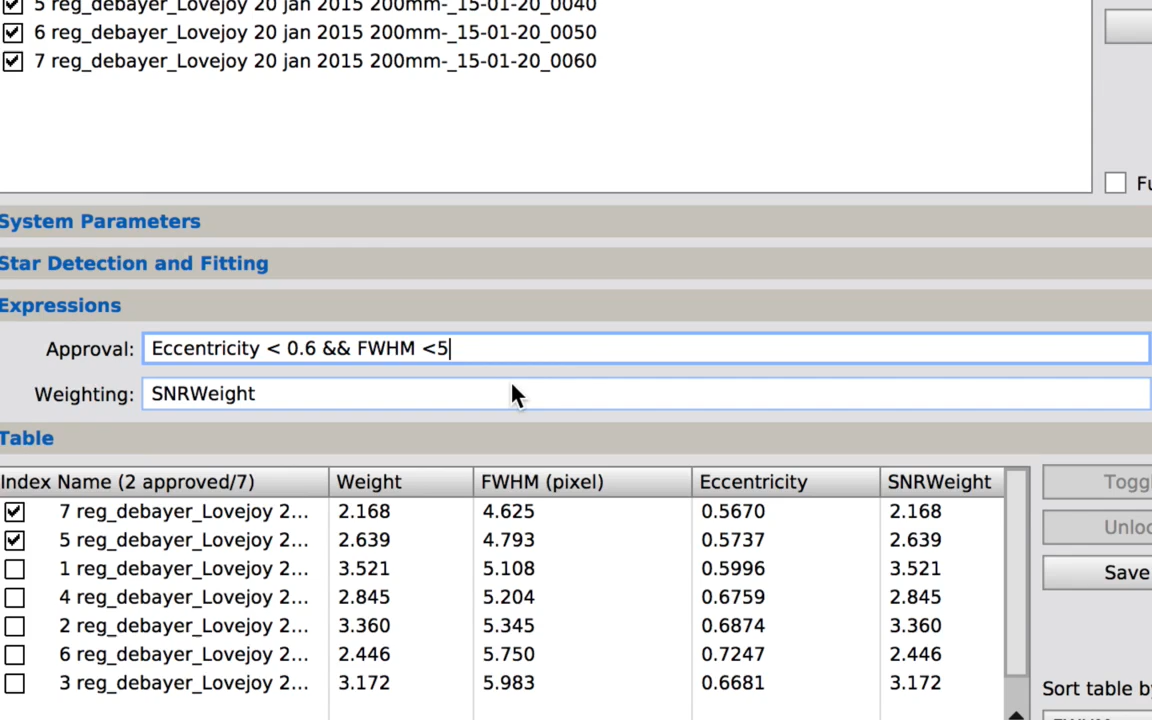 5 reg_debayer_Lovejoy 20 jan 2015 200mm-_15-01-20_0040
6 reg_debayer_Lovejoy 20 jan 2015 200mm-_15-01-20_0050
7 reg_debayer_Lovejoy 20 jan 2015 200mm-_15-01-20_0060
Fu
System Parameters
Star Detection and Fitting
Expressions
Approval: Eccentricity < 0.6 && FWHM <5
Weighting: SNRWeight
Table
Index Name (2 approved/7) Weight FWHM (pixel) Eccentricity SNRWeight
7 reg_debayer_Lovejoy 2... 2.168 4.625 0.5670 2.168
5 reg_debayer_Lovejoy 2... 2.639 4.793 0.5737 2.639
1 reg_debayer_Lovejoy 2... 3.521 5.108 0.5996 3.521
4 reg_debayer_Lovejoy 2... 2.845 5.204 0.6759 2.845
2 reg_debayer_Lovejoy 2... 3.360 5.345 0.6874 3.360
6 reg_debayer_Lovejoy 2... 2.446 5.750 0.7247 2.446
3 reg_debayer_Lovejoy 2... 3.172 5.983 0.6681 3.172
Togg
Unloc
Save
Sort table by